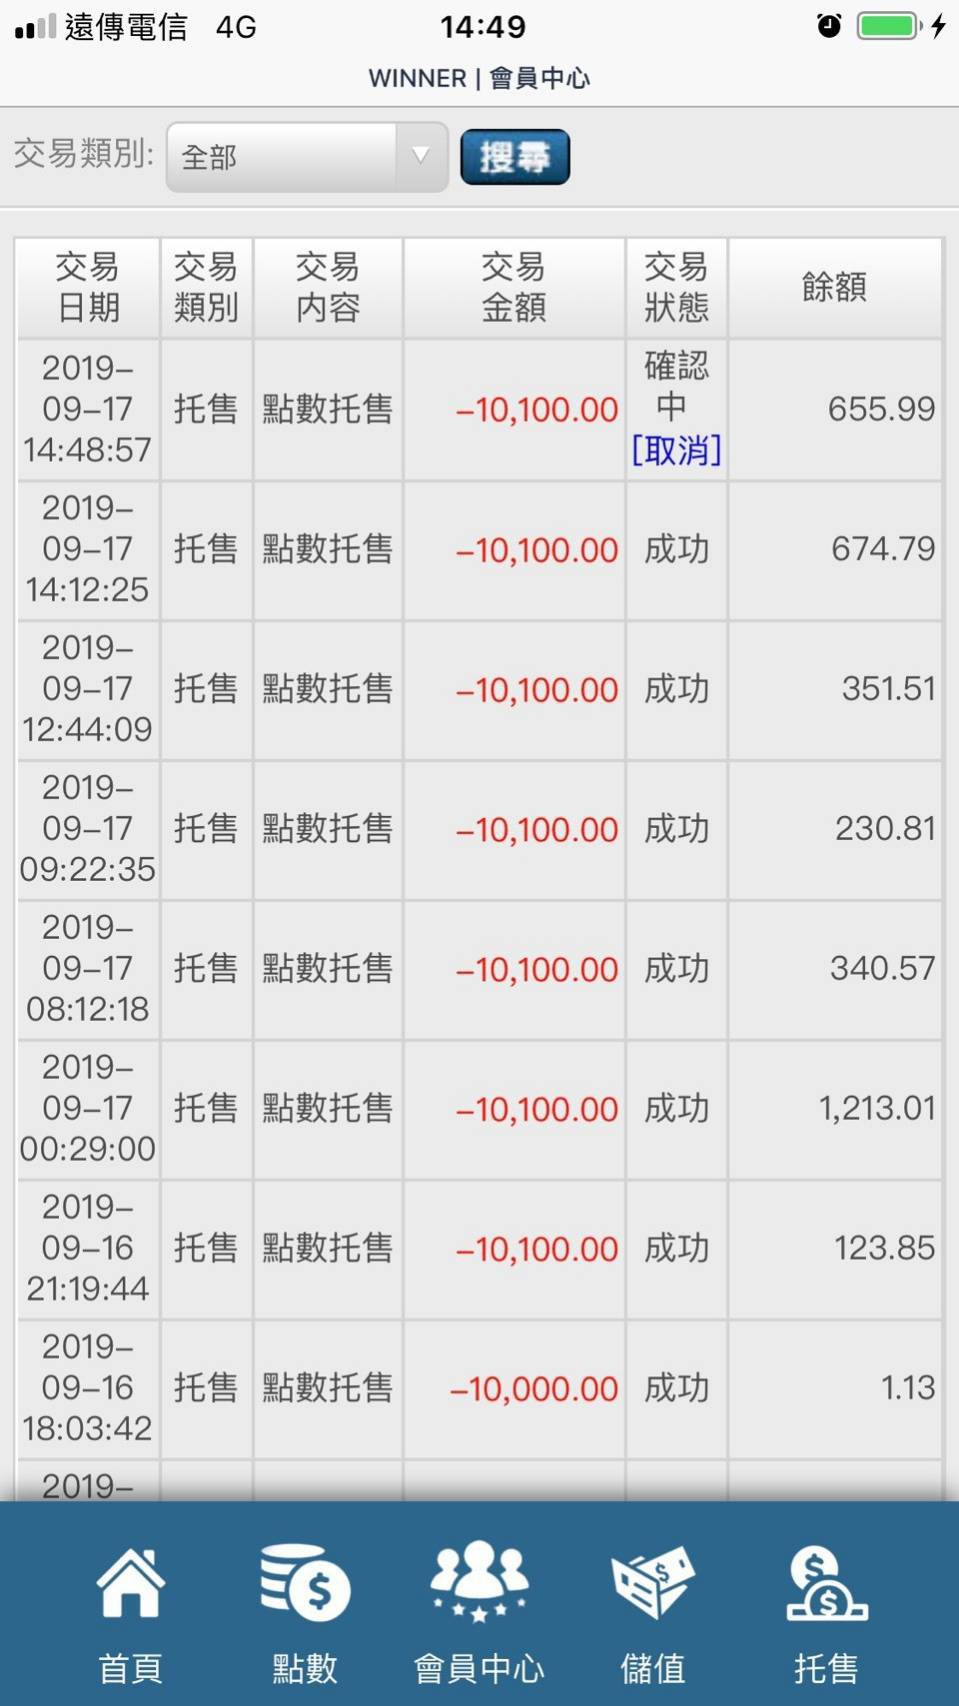 遠傳電信 4G 14:49
WINNER | 會員中心
交易類別: 全部 搜尋
交易日期 交易類別 交易內容 交易金額 交易狀態 餘額
2019-09-17 14:48:57 托售 點數托售 -10,100.00 確認中 [取消] 655.99
2019-09-17 14:12:25 托售 點數托售 -10,100.00 成功 674.79
2019-09-17 12:44:09 托售 點數托售 -10,100.00 成功 351.51
2019-09-17 09:22:35 托售 點數托售 -10,100.00 成功 230.81
2019-09-17 08:12:18 托售 點數托售 -10,100.00 成功 340.57
2019-09-17 00:29:00 托售 點數托售 -10,100.00 成功 1,213.01
2019-09-16 21:19:44 托售 點數托售 -10,100.00 成功 123.85
2019-09-16 18:03:42 托售 點數托售 -10,000.00 成功 1.13
2019-
首頁 點數 會員中心 儲值 托售